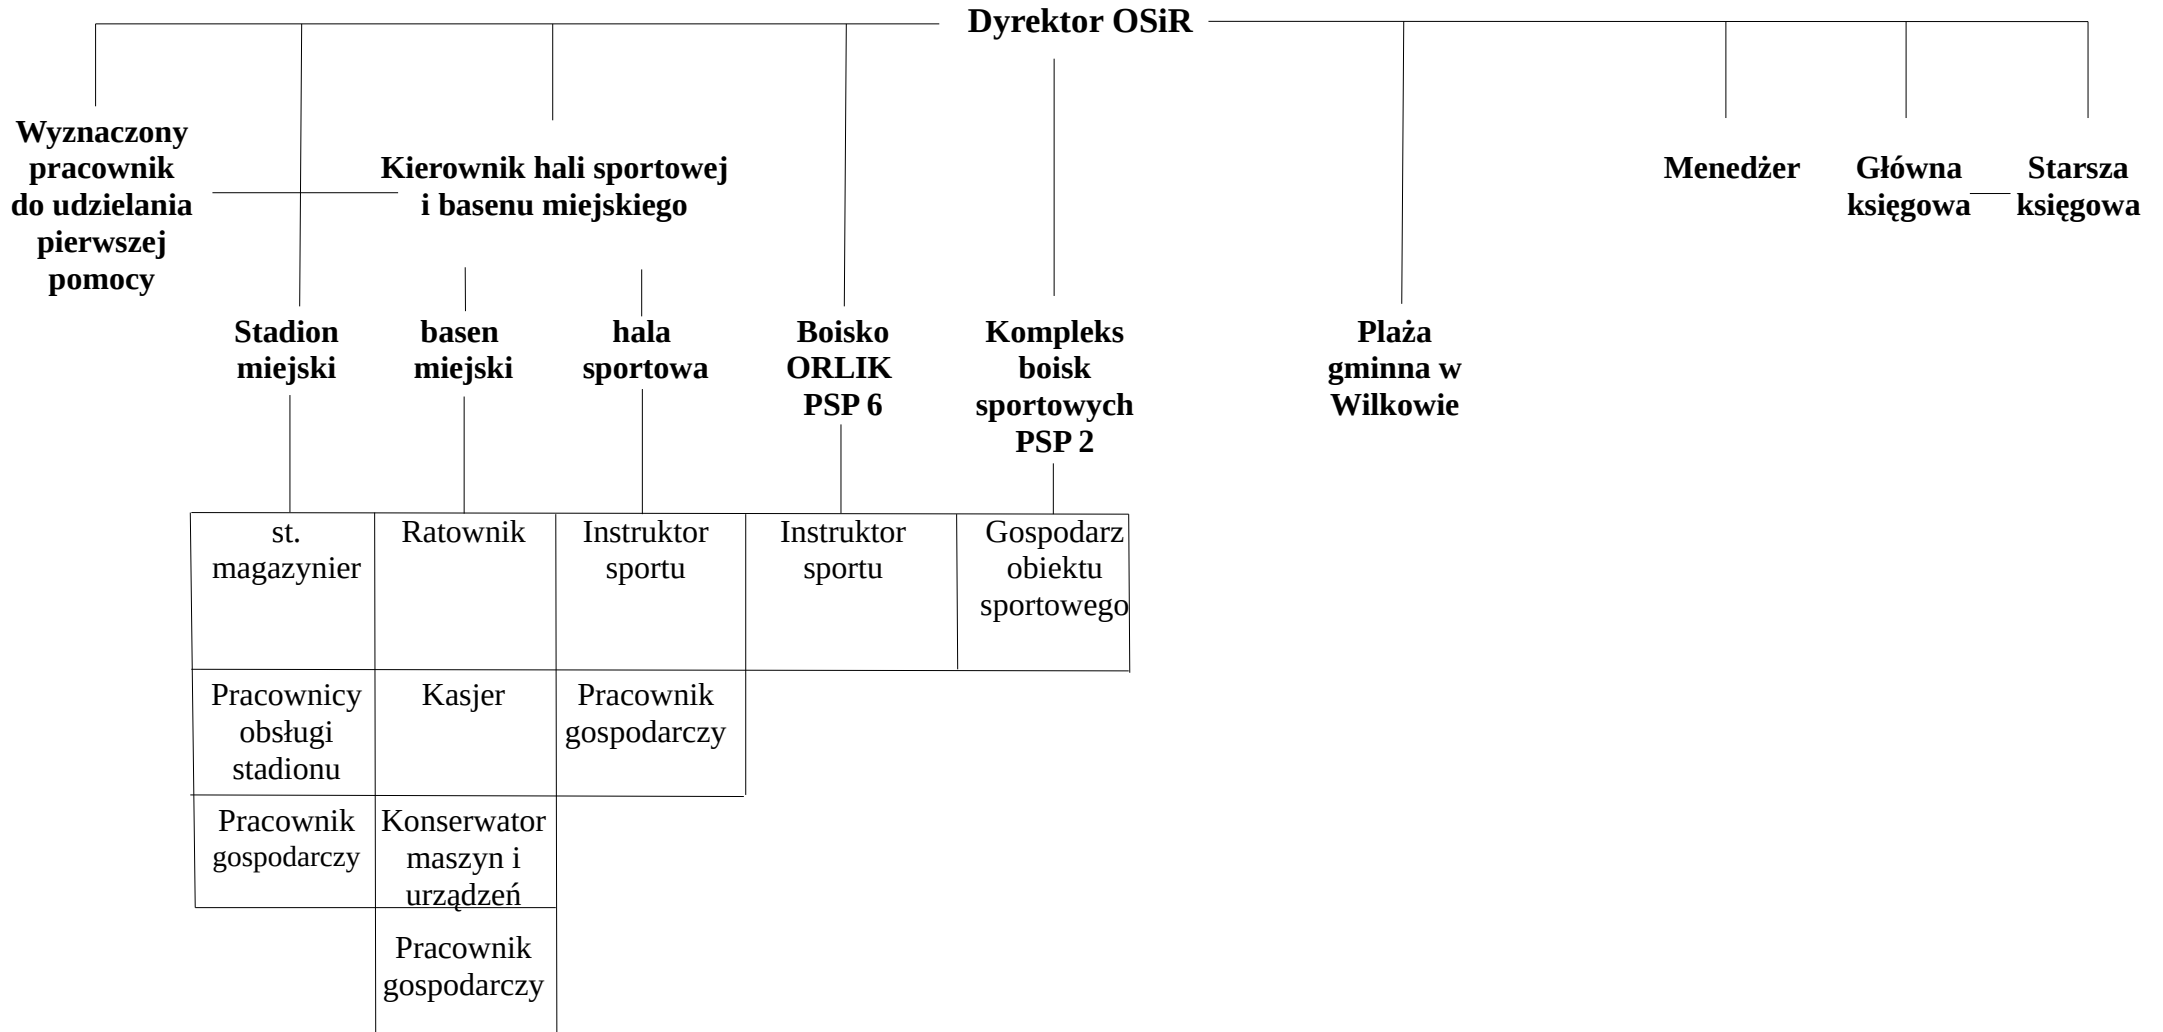 Dyrektor OSiR
Wyznaczony
pracownik
do udzielania
pierwszej
pomocy
Kierownik hali sportowej
i basenu miejskiego
Menedżer
Główna
księgowa
Starsza
księgowa
Stadion
miejski
basen
miejski
hala
sportowa
Boisko
ORLIK
PSP 6
Kompleks
boisk
sportowych
PSP 2
Plaża
gminna w
Wilkowie
st.
magazynier
Ratownik
Instruktor
sportu
Instruktor
sportu
Gospodarz
obiektu
sportowego
Pracownicy
obsługi
stadionu
Kasjer
Pracownik
gospodarczy
Pracownik
gospodarczy
Konserwator
maszyn i
urządzeń
Pracownik
gospodarczy